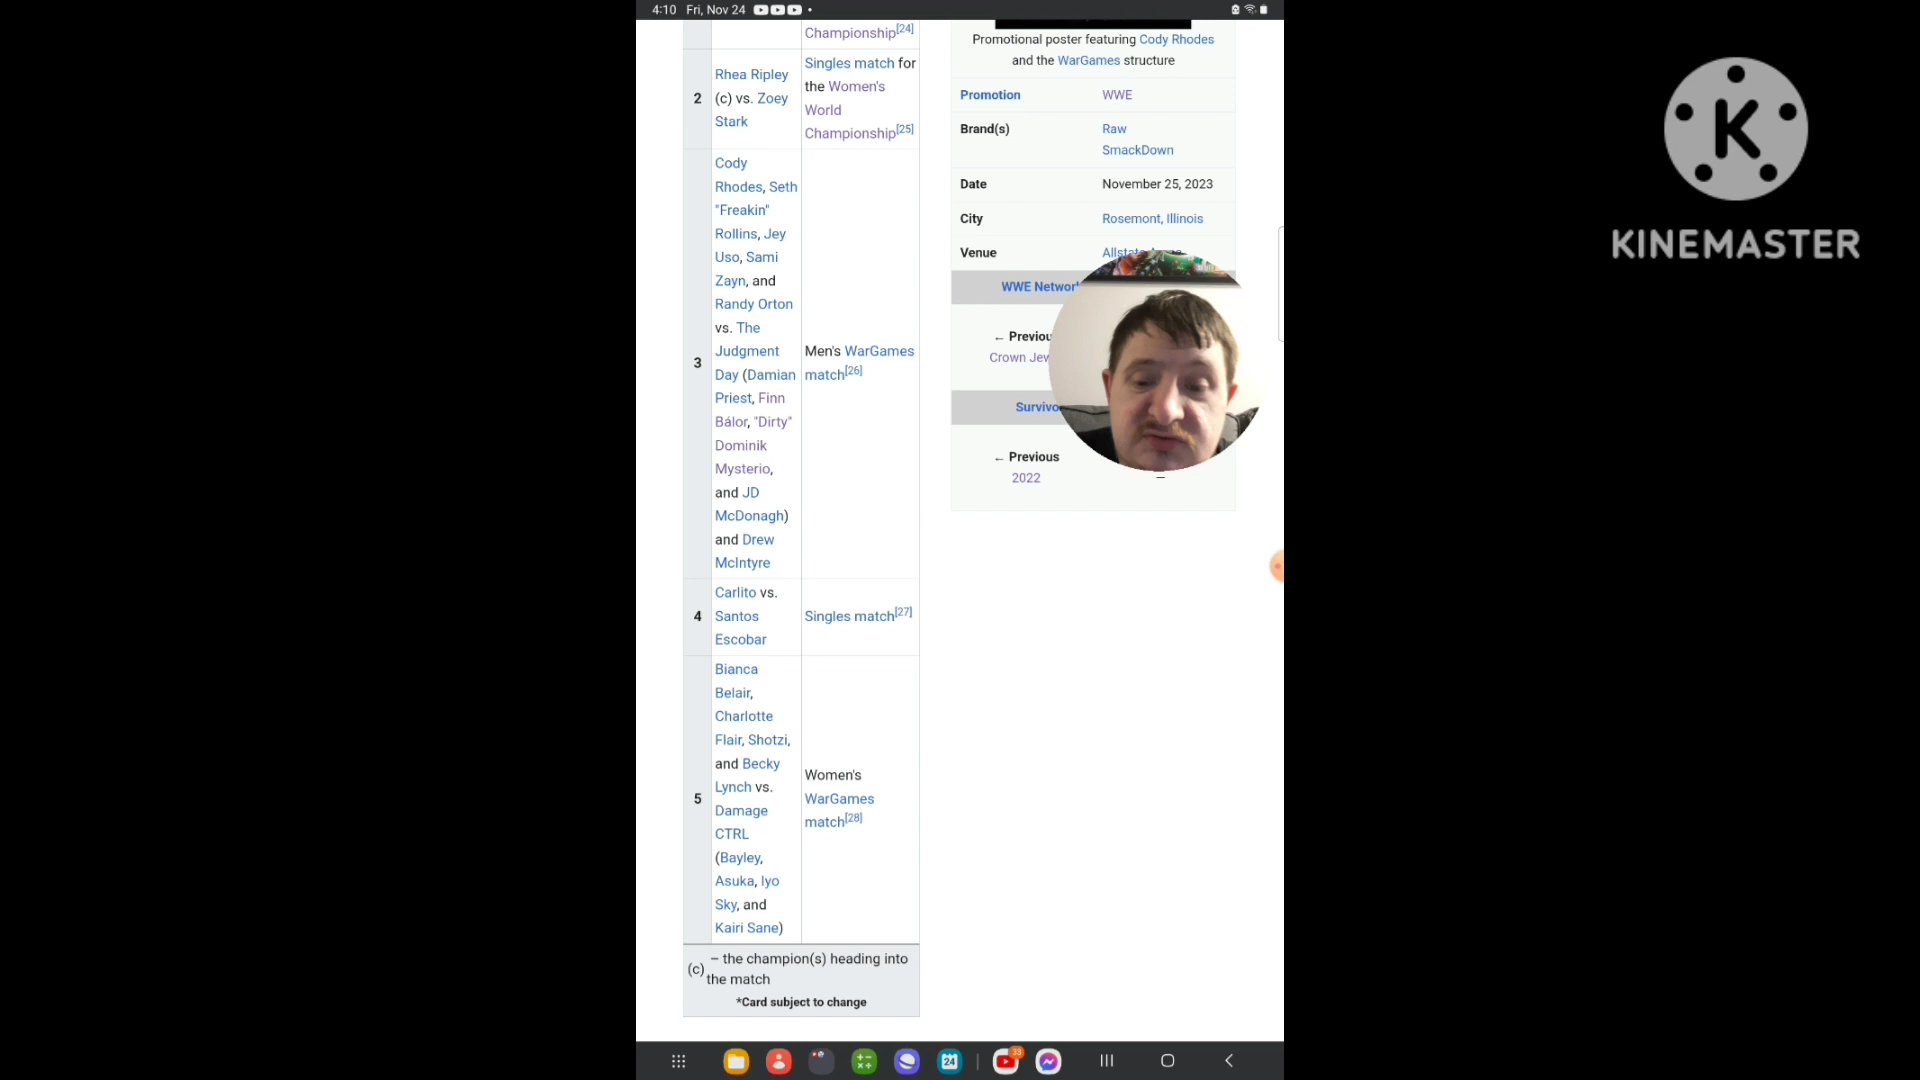 4:10 Fri, Nov 24
Championship[24]
2
Rhea Ripley
(c) vs. Zoey
Stark
Singles match for
the Women's
World
Championship[25]
3
Cody
Rhodes, Seth
"Freakin"
Rollins, Jey
Uso, Sami
Zayn, and
Randy Orton
vs. The
Judgment
Day (Damian
Priest, Finn
Bálor, "Dirty"
Dominik
Mysterio,
and JD
McDonagh)
and Drew
McIntyre
Men's WarGames
match[26]
4
Carlito vs.
Santos
Escobar
Singles match[27]
5
Bianca
Belair,
Charlotte
Flair, Shotzi,
and Becky
Lynch vs.
Damage
CTRL
(Bayley,
Asuka, Iyo
Sky, and
Kairi Sane)
Women's
WarGames
match[28]
(c) – the champion(s) heading into
the match
*Card subject to change
Promotional poster featuring Cody Rhodes
and the WarGames structure
Promotion WWE
Brand(s) Raw
SmackDown
Date November 25, 2023
City Rosemont, Illinois
Venue
WWE
← 
Crown
← Previous
2022
—
24
33
K
KINEMASTER